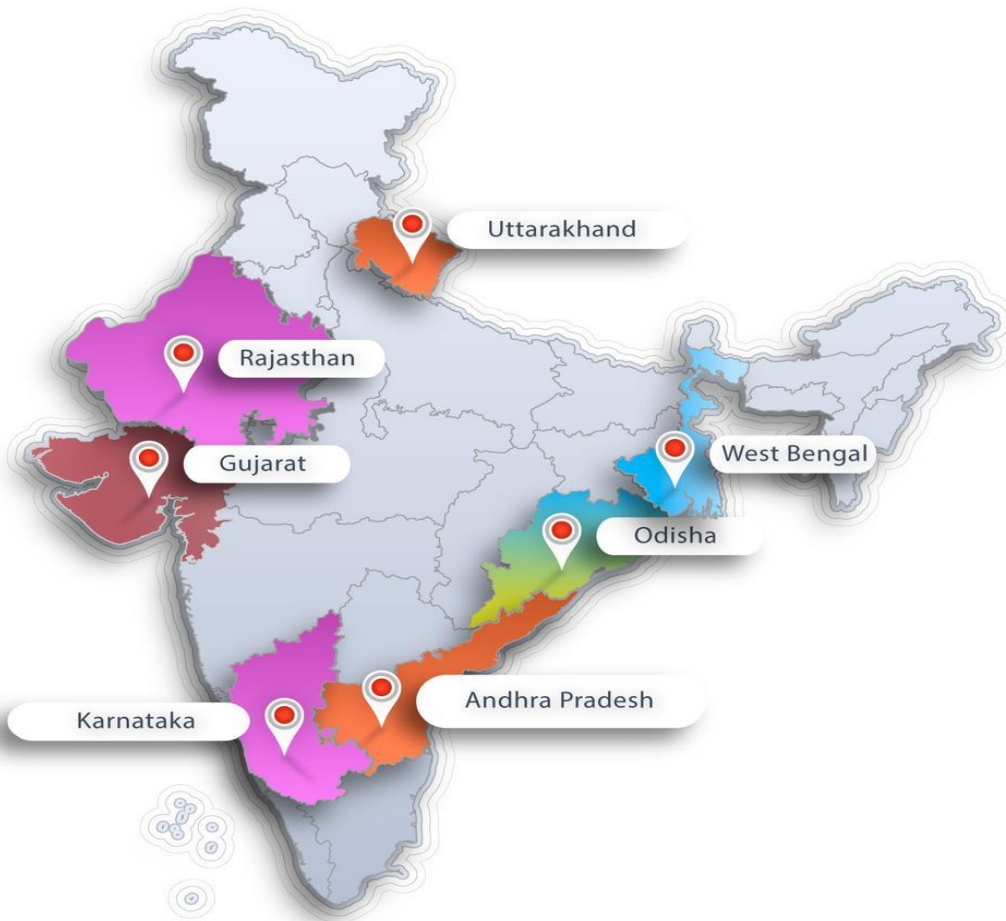 Uttarakhand
Rajasthan
West Bengal
Gujarat
Odisha
Andhra Pradesh
Karnataka